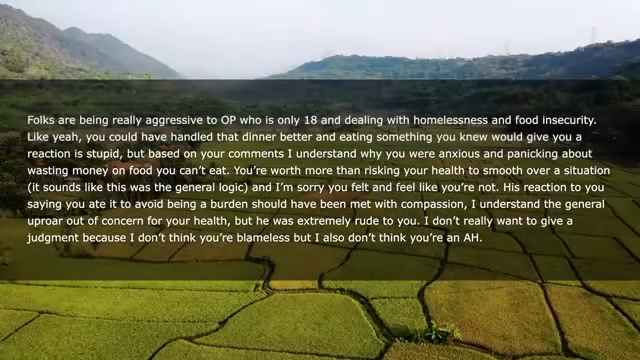 Folks are being really aggressive to OP who is only 18 and dealing with homelessness and food insecurity.
Like yeah, you could have handled that dinner better and eating something you knew would give you a
reaction is stupid, but based on your comments I understand why you were anxious and panicking about
wasting money on food you can't eat. You're worth more than risking your health to smooth over a situation
(it sounds like this was the general logic) and I'm sorry you felt and feel like you're not. His reaction to you
saying you ate it to avoid being a burden should have been met with compassion, I understand the general
uproar out of concern for your health, but he was extremely rude to you. I don't really want to give a
judgment because I don't think you're blameless but I also don't think you're an AH.